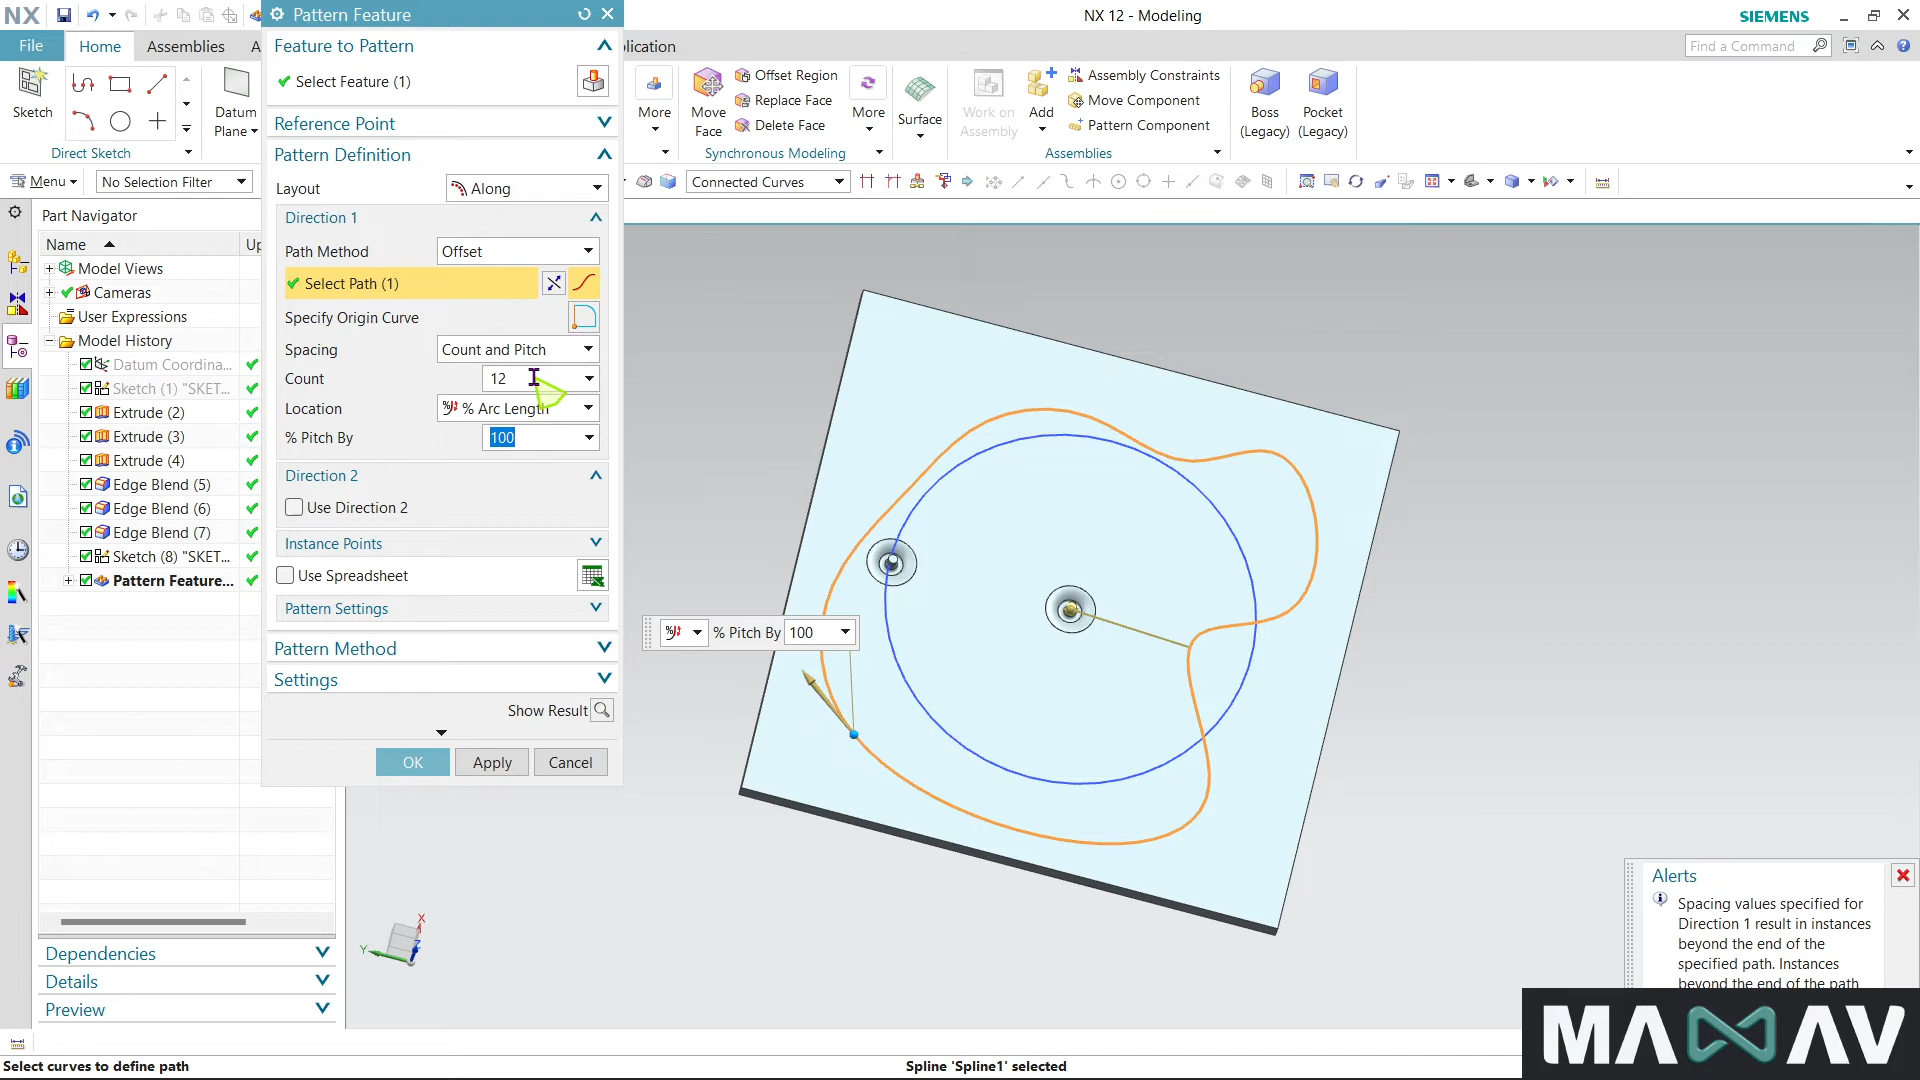 NX
Pattern Feature
NX 12 - Modeling
SIEMENS
File
Home
Assemblies
A
lication
Find a Command
Sketch
Datum
Plane
Direct Sketch
More
Move
Face
Offset Region
Replace Face
Delete Face
More
Synchronous Modeling
Surface
Work on
Assembly
Add
Assembly Constraints
Move Component
Pattern Component
Assemblies
Boss
(Legacy)
Pocket
(Legacy)
Menu
No Selection Filter
Connected Curves
Part Navigator
Name
Up
Model Views
Cameras
User Expressions
Model History
Datum Coordina...
Sketch (1) "SKET...
Extrude (2)
Extrude (3)
Extrude (4)
Edge Blend (5)
Edge Blend (6)
Edge Blend (7)
Sketch (8) "SKET...
Pattern Feature...
Dependencies
Details
Preview
Feature to Pattern
Select Feature (1)
Reference Point
Pattern Definition
Layout
Along
Direction 1
Path Method
Offset
Select Path (1)
Specify Origin Curve
Spacing
Count and Pitch
Count
12
Location
% Arc Length
% Pitch By
100
Direction 2
Use Direction 2
Instance Points
Use Spreadsheet
Pattern Settings
Pattern Method
Settings
Show Result
OK
Apply
Cancel
% Pitch By
100
X
Y
Z
Alerts
Spacing values specified for
Direction 1 result in instances
beyond the end of the
specified path. Instances
beyond the end of the path
Select curves to define path
Spline 'Spline1' selected